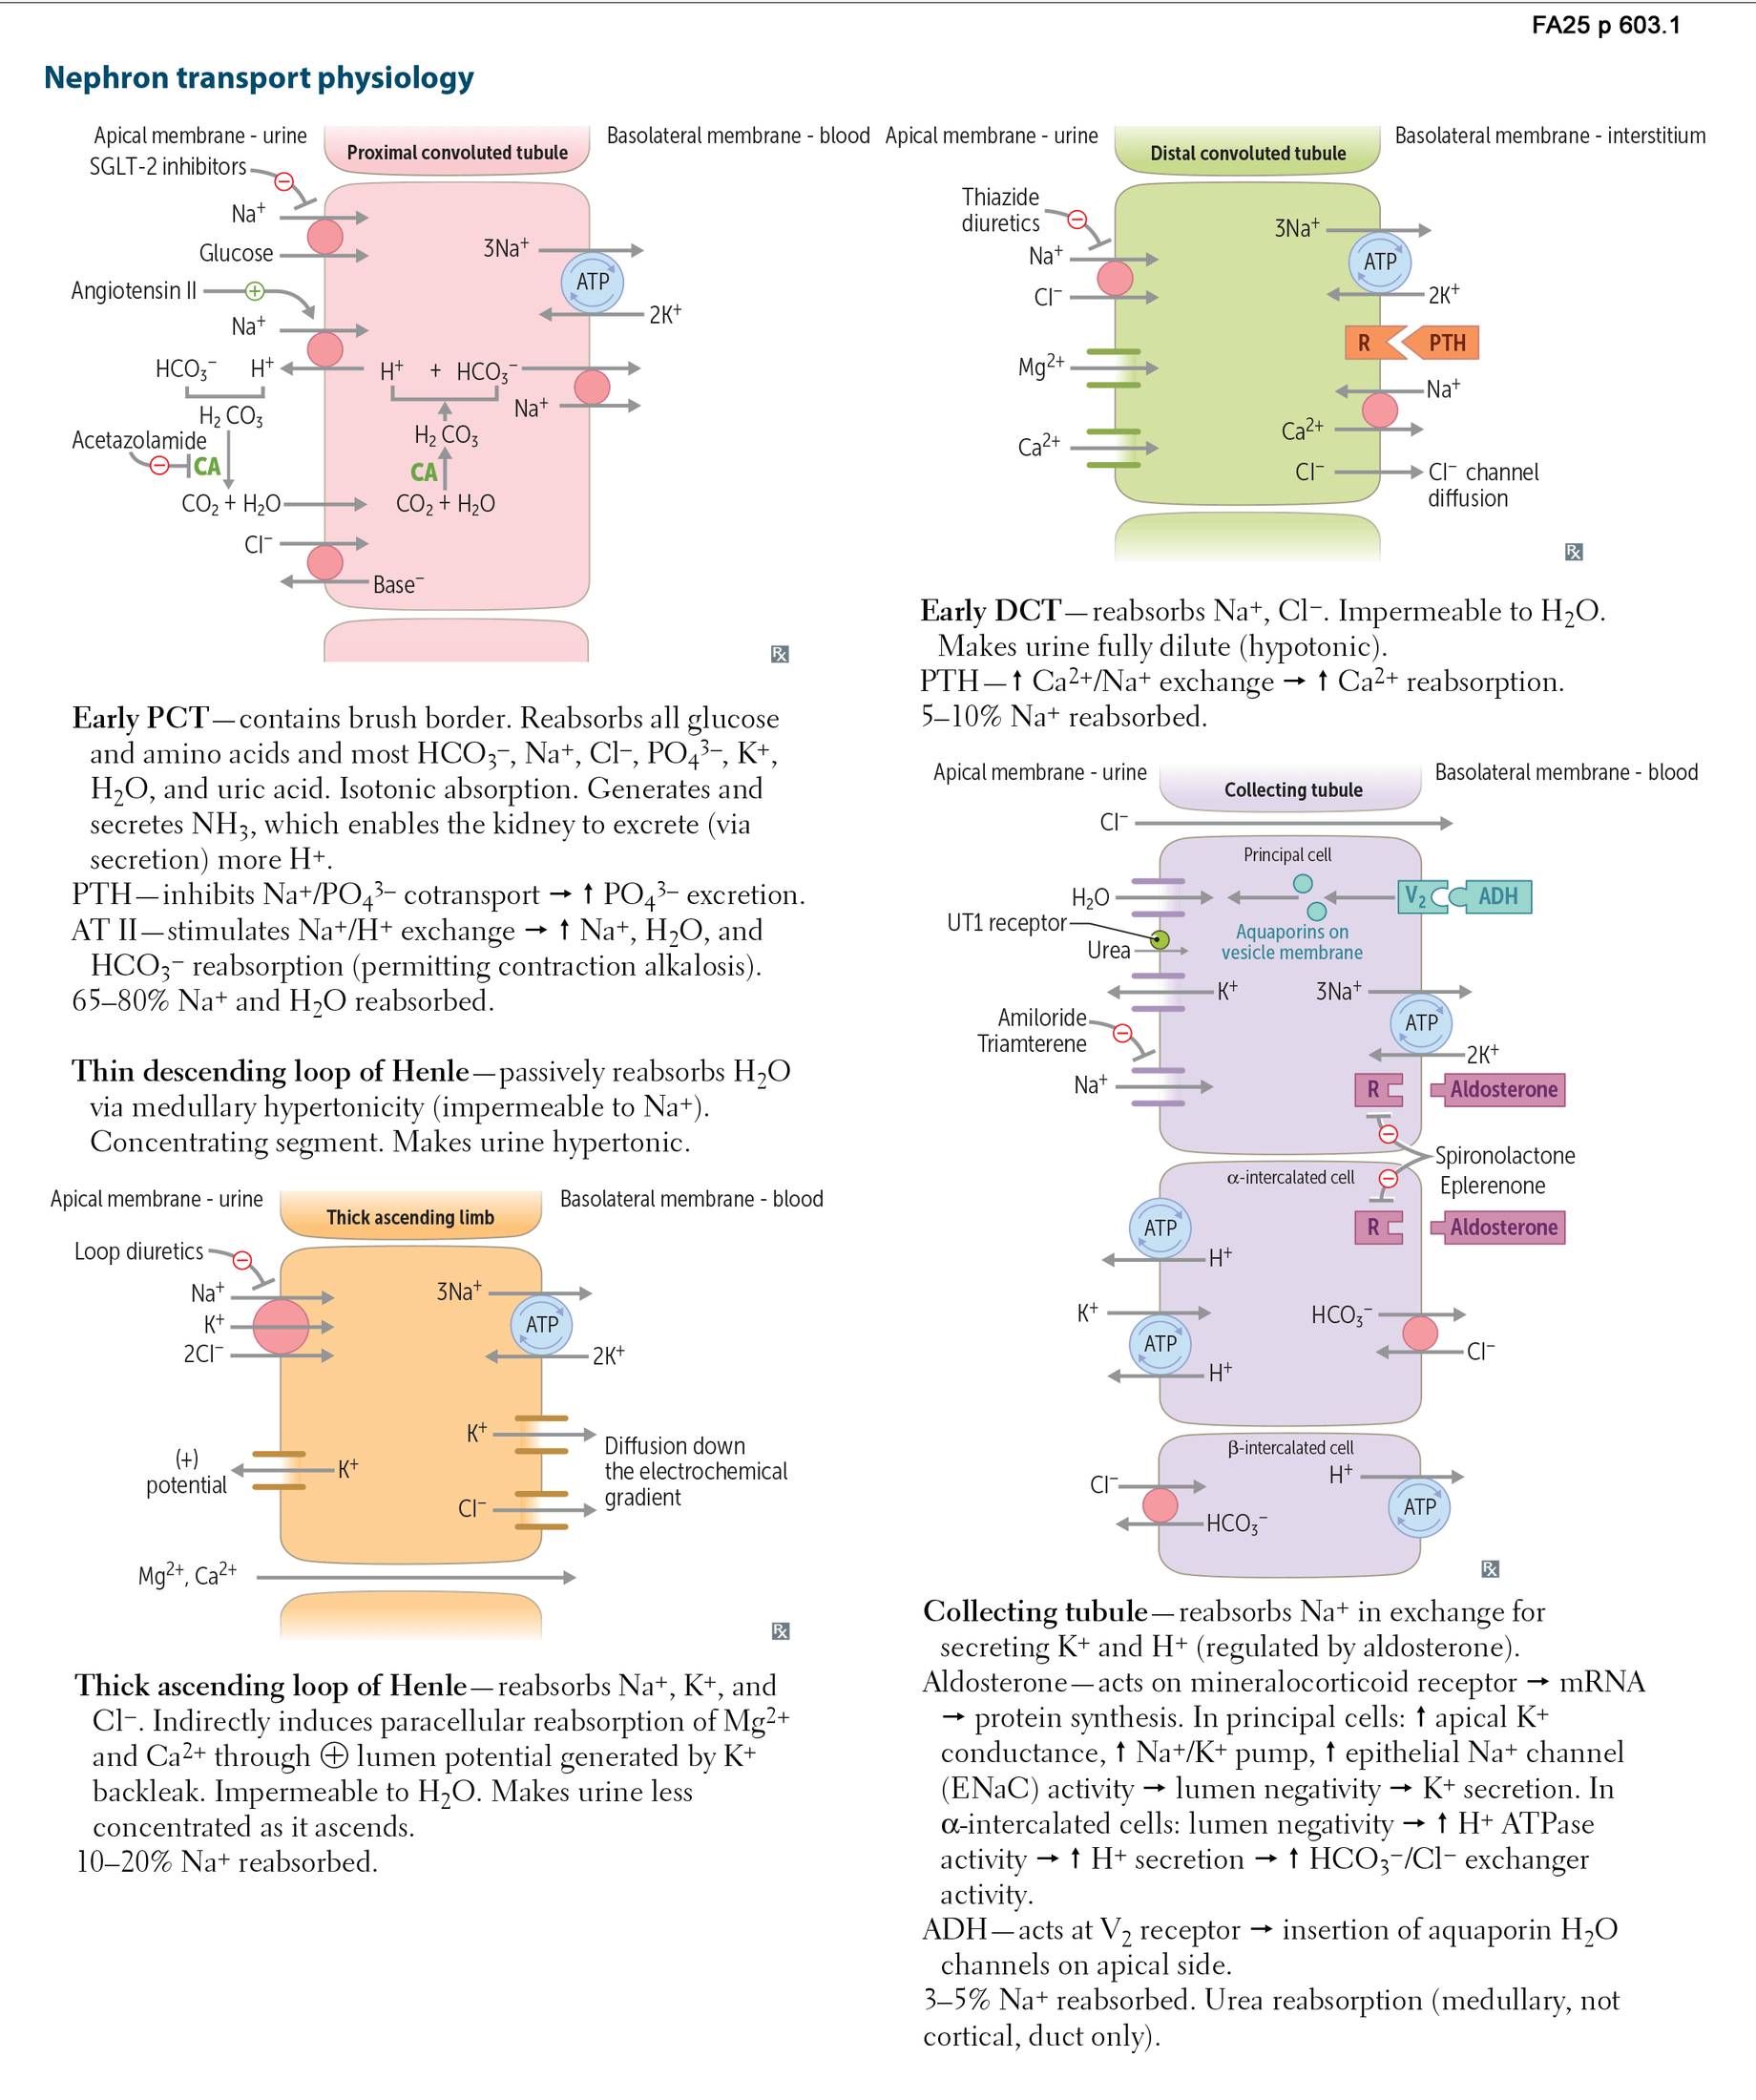 FA25 p 603.1
Nephron transport physiology
Apical membrane - urine
Proximal convoluted tubule
Basolateral membrane - blood
SGLT-2 inhibitors
Na⁺
Glucose
3Na⁺
ATP
2K⁺
Angiotensin II
Na⁺
HCO₃⁻ H⁺
H⁺ + HCO₃⁻
Na⁺
H₂ CO₃
H₂ CO₃
Acetazolamide
CA
CA
CO₂ + H₂O
CO₂ + H₂O
Cl⁻
Base⁻
Rx
Early PCT—contains brush border. Reabsorbs all glucose
and amino acids and most HCO₃⁻, Na⁺, Cl⁻, PO₄³⁻, K⁺,
H₂O, and uric acid. Isotonic absorption. Generates and
secretes NH₃, which enables the kidney to excrete (via
secretion) more H⁺.
PTH—inhibits Na⁺/PO₄³⁻ cotransport → ↑ PO₄³⁻ excretion.
AT II—stimulates Na⁺/H⁺ exchange → ↑ Na⁺, H₂O, and
HCO₃⁻ reabsorption (permitting contraction alkalosis).
65–80% Na⁺ and H₂O reabsorbed.
Thin descending loop of Henle—passively reabsorbs H₂O
via medullary hypertonicity (impermeable to Na⁺).
Concentrating segment. Makes urine hypertonic.
Apical membrane - urine
Thick ascending limb
Basolateral membrane - blood
Loop diuretics
Na⁺
K⁺
2Cl⁻
3Na⁺
ATP
2K⁺
K⁺
(+)
potential
K⁺
Cl⁻
Diffusion down
the electrochemical
gradient
Mg²⁺, Ca²⁺
Rx
Thick ascending loop of Henle—reabsorbs Na⁺, K⁺, and
Cl⁻. Indirectly induces paracellular reabsorption of Mg²⁺
and Ca²⁺ through ⊕ lumen potential generated by K⁺
backleak. Impermeable to H₂O. Makes urine less
concentrated as it ascends.
10–20% Na⁺ reabsorbed.
Apical membrane - urine
Distal convoluted tubule
Basolateral membrane - interstitium
Thiazide
diuretics
Na⁺
Cl⁻
3Na⁺
ATP
2K⁺
R PTH
Mg²⁺
Na⁺
Ca²⁺
Ca²⁺
Cl⁻
Cl⁻ channel
diffusion
Rx
Early DCT—reabsorbs Na⁺, Cl⁻. Impermeable to H₂O.
Makes urine fully dilute (hypotonic).
PTH—↑ Ca²⁺/Na⁺ exchange → ↑ Ca²⁺ reabsorption.
5–10% Na⁺ reabsorbed.
Apical membrane - urine
Collecting tubule
Basolateral membrane - blood
Cl⁻
Principal cell
H₂O
V₂ ADH
UT1 receptor
Urea
Aquaporins on
vesicle membrane
K⁺
3Na⁺
ATP
2K⁺
Amiloride
Triamterene
Na⁺
R Aldosterone
Spironolactone
Eplerenone
α-intercalated cell
R Aldosterone
ATP
H⁺
K⁺
ATP
H⁺
HCO₃⁻
Cl⁻
β-intercalated cell
Cl⁻
HCO₃⁻
H⁺
ATP
Rx
Collecting tubule—reabsorbs Na⁺ in exchange for
secreting K⁺ and H⁺ (regulated by aldosterone).
Aldosterone—acts on mineralocorticoid receptor → mRNA
→ protein synthesis. In principal cells: ↑ apical K⁺
conductance, ↑ Na⁺/K⁺ pump, ↑ epithelial Na⁺ channel
(ENaC) activity → lumen negativity → K⁺ secretion. In
α-intercalated cells: lumen negativity → ↑ H⁺ ATPase
activity → ↑ H⁺ secretion → ↑ HCO₃⁻/Cl⁻ exchanger
activity.
ADH—acts at V₂ receptor → insertion of aquaporin H₂O
channels on apical side.
3–5% Na⁺ reabsorbed. Urea reabsorption (medullary, not
cortical, duct only).